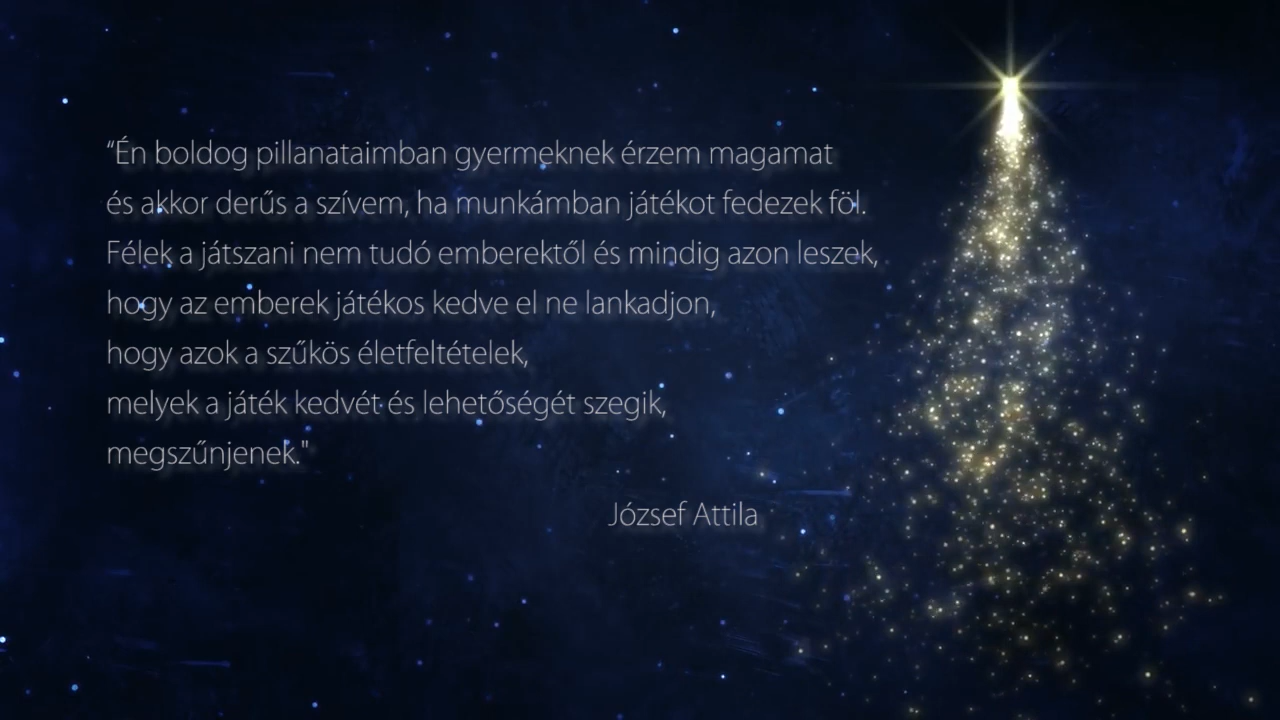 “Én boldog pillanataimban gyermeknek érzem magamat
és akkor derűs a szívem, ha munkámban játékot fedezek föl.
Félek a játszani nem tudó emberektől és mindig azon leszek,
hogy az emberek játékos kedve el ne lankadjon,
hogy azok a szűkös életfeltételek,
melyek a játék kedvét és lehetőségét szegik,
megszűnjenek."
József Attila